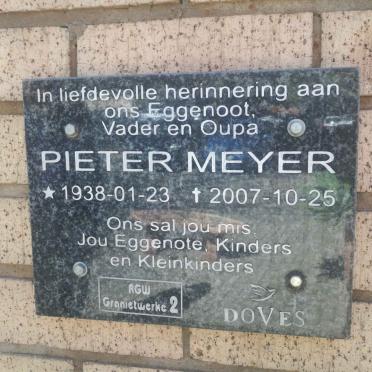 In liefdevolle herinnering aan
ons Eggenoot,
Vader en Oupa
PIETER MEYER
★ 1938-01-23 ✝ 2007-10-25
Ons sal jou mis.
Jou Eggenote, Kinders
en Kleinkinders
AGW
Granietwerke 2
DOVES